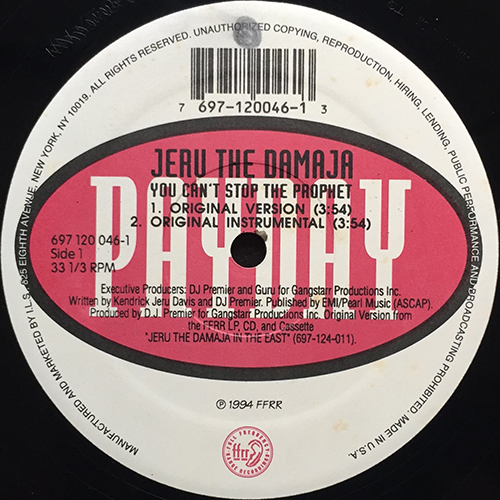 MANUFACTURED AND MARKETED BY I.L.S., 825 EIGHTH AVENUE, NEW YORK, NY 10019. ALL RIGHTS RESERVED. UNAUTHORIZED COPYING, REPRODUCTION, HIRING, LENDING, PUBLIC PERFORMANCE AND BROADCASTING PROHIBITED. MADE IN U.S.A.
7 697-120046-1 3
PAYDAY
JERU THE DAMAJA
YOU CAN'T STOP THE PROPHET
1. ORIGINAL VERSION (3:54)
2. ORIGINAL INSTRUMENTAL (3:54)
697 120 046-1
Side 1
33 1/3 RPM
Executive Producers: DJ Premier and Guru for Gangstarr Productions Inc.
Written by Kendrick Jeru Davis and DJ Premier. Published by EMI/Pearl Music (ASCAP).
Produced by D.J. Premier for Gangstarr Productions Inc. Original Version from
the FFRR LP, CD, and Cassette
"JERU THE DAMAJA IN THE EAST" (697-124-011).
℗ 1994 FFRR
FULL FREQUENCY
ffrr
RANGE RECORDINGS